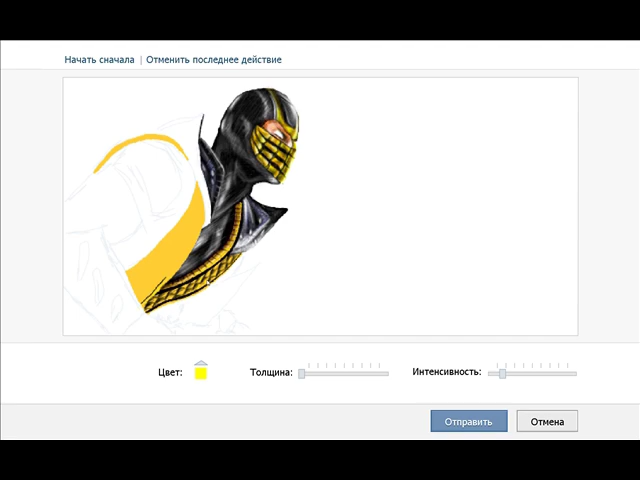 Начать сначала | Отменить последнее действие
Цвет: Толщина: Интенсивность:
Отправить Отмена